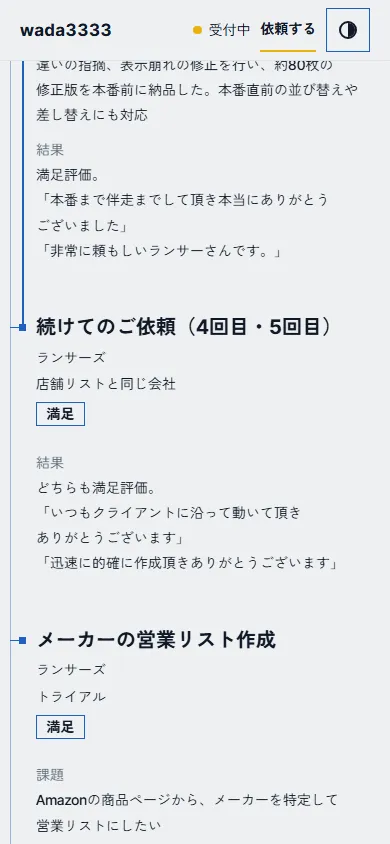 wada3333
受付中
依頼する
違いの指摘、表示崩れの修正を行い、約80枚の
修正版を本番前に納品した。本番直前の並び替えや
差し替えにも対応
結果
満足評価。
「本番まで伴走までして頂き本当にありがとう
ございました」
「非常に頼もしいランサーさんです。」
続けてのご依頼（4回目・5回目）
ランサーズ
店舗リストと同じ会社
満足
結果
どちらも満足評価。
「いつもクライアントに沿って動いて頂き
ありがとうございます」
「迅速に的確に作成頂きありがとうございます」
メーカーの営業リスト作成
ランサーズ
トライアル
満足
課題
Amazonの商品ページから、メーカーを特定して
営業リストにしたい